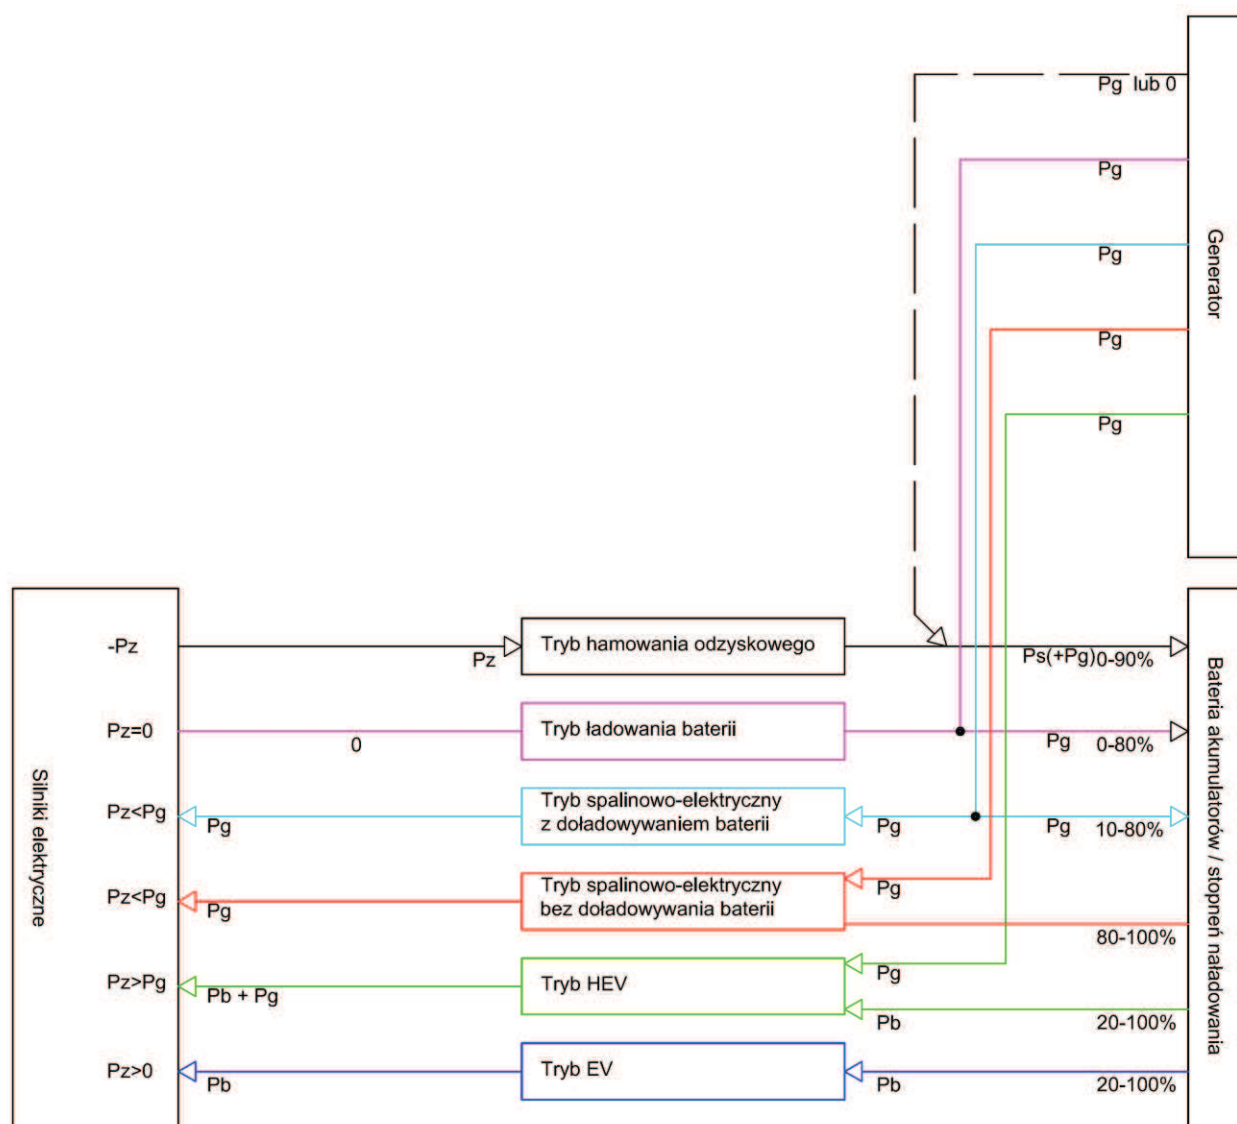 Pg lub 0
Pg
Pg
Pg
Pg
Generator
-Pz
Pz
Tryb hamowania odzyskowego
Ps(+Pg)
0-90%
Pz=0
0
Tryb ładowania baterii
Pg
0-80%
Pz<Pg
Pg
Tryb spalinowo-elektryczny
z doładowywaniem baterii
Pg
Pg
10-80%
Pz<Pg
Pg
Tryb spalinowo-elektryczny
bez doładowywania baterii
Pg
80-100%
Pz>Pg
Pb + Pg
Tryb HEV
Pg
Pb
20-100%
Pz>0
Pb
Tryb EV
Pb
20-100%
Silniki elektryczne
Bateria akumulatorów / stopneń naładowania